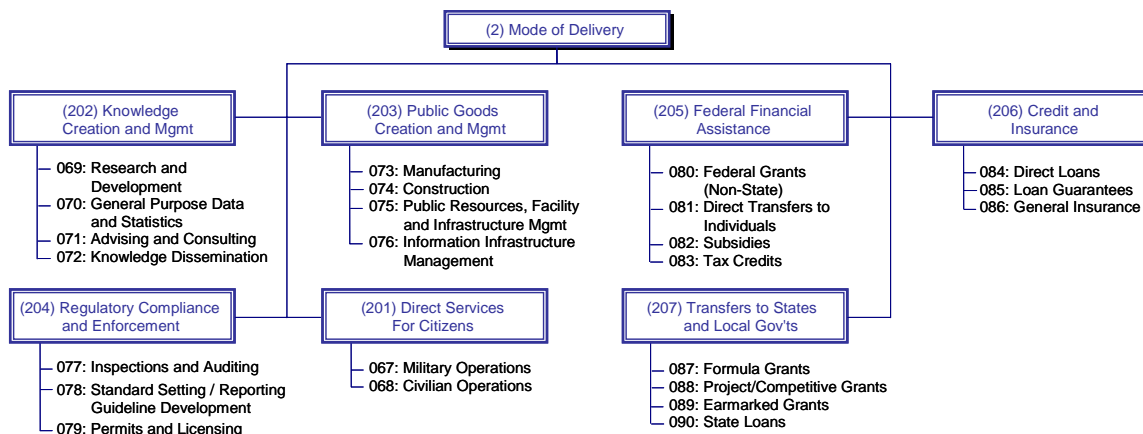 (2) Mode of Delivery
(202) Knowledge
Creation and Mgmt
069: Research and
Development
070: General Purpose Data
and Statistics
071: Advising and Consulting
072: Knowledge Dissemination
(203) Public Goods
Creation and Mgmt
073: Manufacturing
074: Construction
075: Public Resources, Facility
and Infrastructure Mgmt
076: Information Infrastructure
Management
(205) Federal Financial
Assistance
080: Federal Grants
(Non-State)
081: Direct Transfers to
Individuals
082: Subsidies
083: Tax Credits
(206) Credit and
Insurance
084: Direct Loans
085: Loan Guarantees
086: General Insurance
(204) Regulatory Compliance
and Enforcement
077: Inspections and Auditing
078: Standard Setting / Reporting
Guideline Development
079: Permits and Licensing
(201) Direct Services
For Citizens
067: Military Operations
068: Civilian Operations
(207) Transfers to States
and Local Gov'ts
087: Formula Grants
088: Project/Competitive Grants
089: Earmarked Grants
090: State Loans